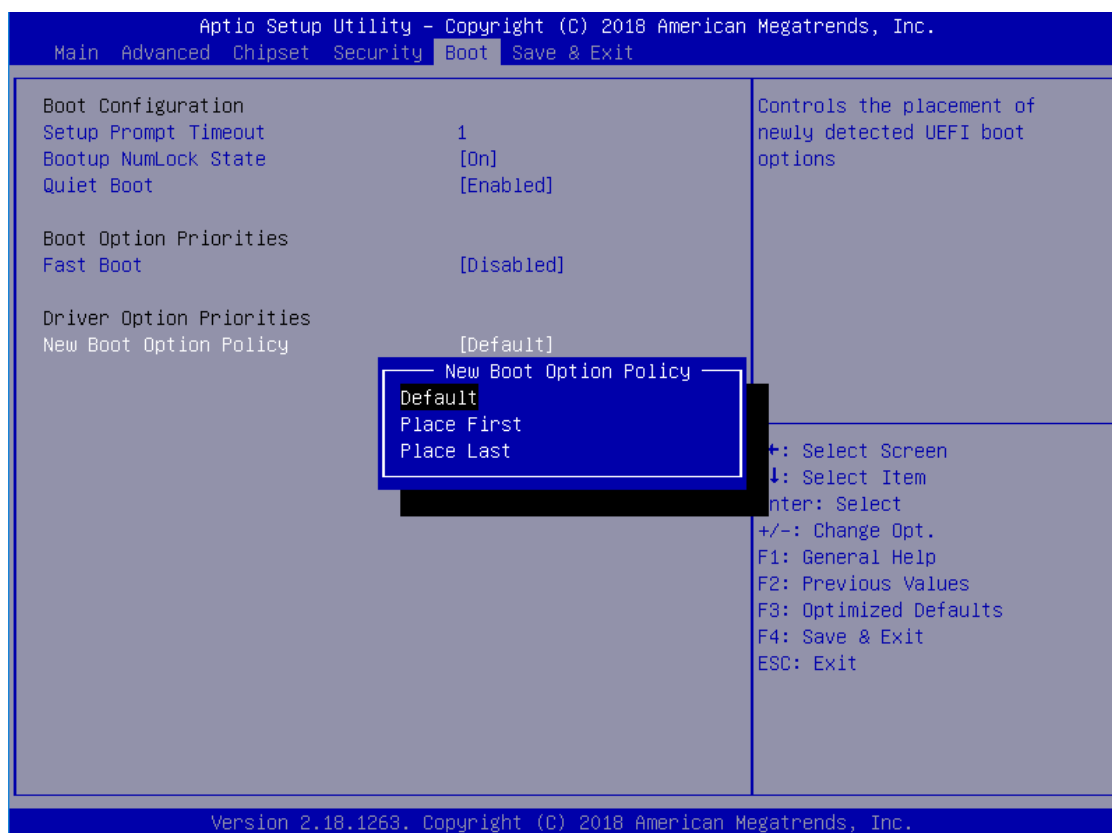 Aptio Setup Utility – Copyright (C) 2018 American Megatrends, Inc.
Main Advanced Chipset Security Boot Save & Exit
Boot Configuration
Setup Prompt Timeout 1
Bootup NumLock State [On]
Quiet Boot [Enabled]
Boot Option Priorities
Fast Boot [Disabled]
Driver Option Priorities
New Boot Option Policy [Default]
New Boot Option Policy
Default
Place First
Place Last
Controls the placement of
newly detected UEFI boot
options
: Select Screen
↓: Select Item
nter: Select
+/-: Change Opt.
F1: General Help
F2: Previous Values
F3: Optimized Defaults
F4: Save & Exit
ESC: Exit
Version 2.18.1263. Copyright (C) 2018 American Megatrends, Inc.